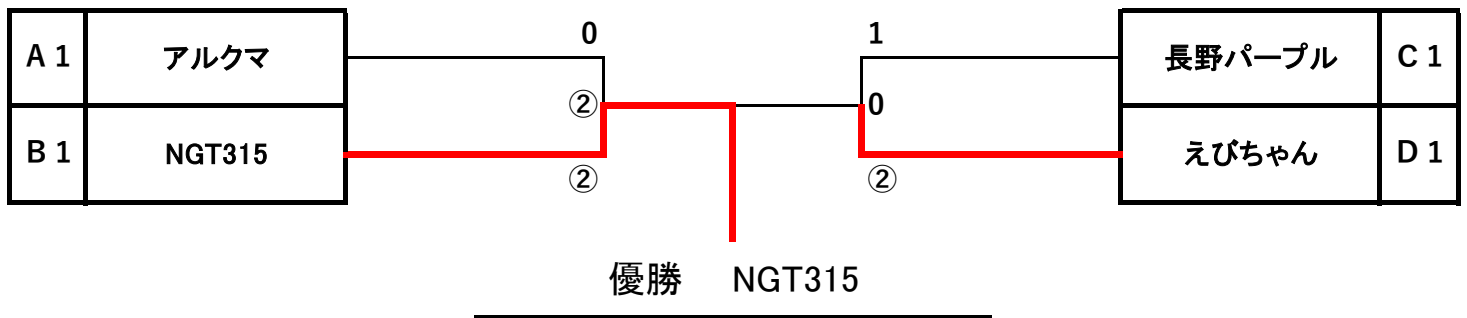 0 1
A 1 アルクマ 長野パープル C 1
② 0
B 1 NGT315 えびちゃん D 1
② ②
優勝 NGT315